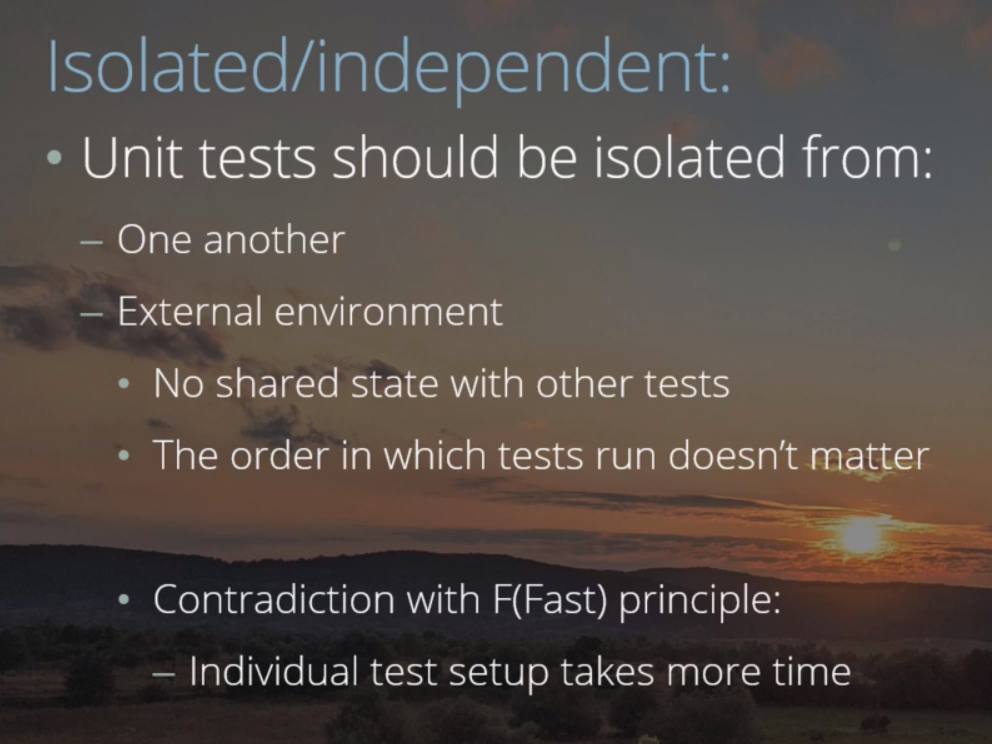 Isolated/independent:
• Unit tests should be isolated from:
– One another
– External environment
• No shared state with other tests
• The order in which tests run doesn’t matter
• Contradiction with F(Fast) principle:
– Individual test setup takes more time